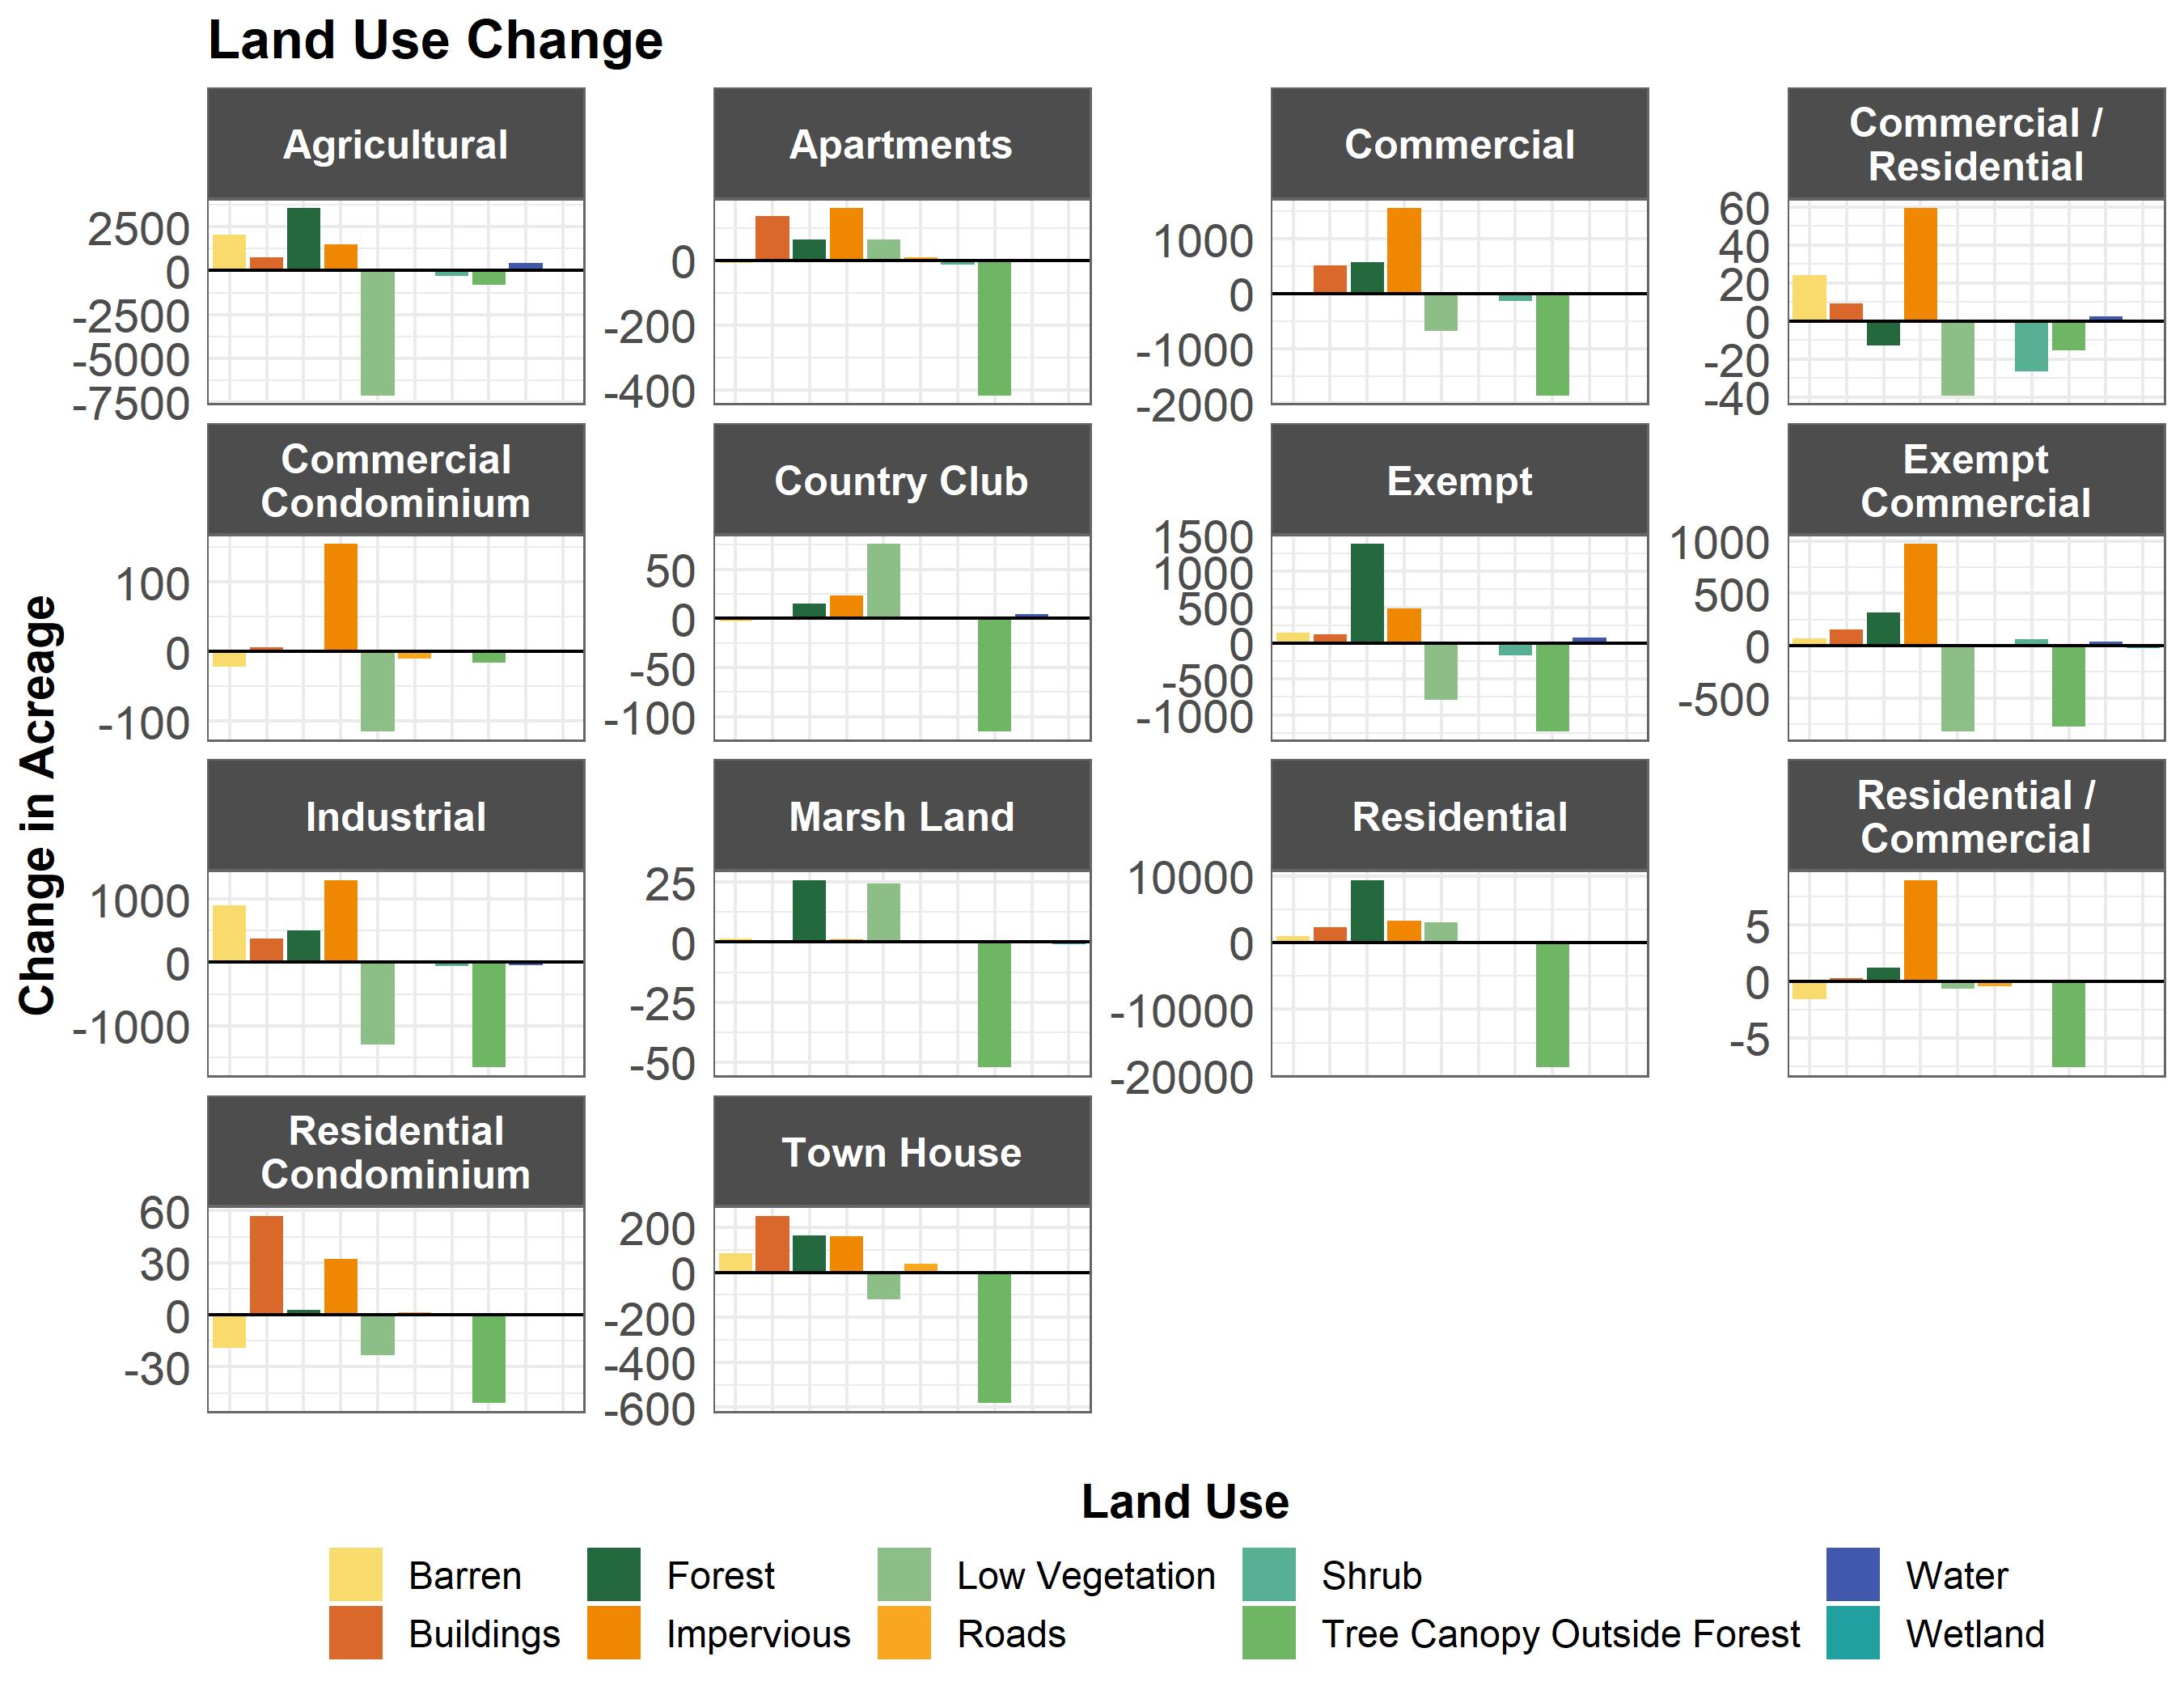 Land Use Change
Agricultural
Apartments
Commercial
Commercial /
Residential
2500
0
-2500
-5000
-7500
0
-200
-400
1000
0
-1000
-2000
60
40
20
0
-20
-40
Commercial
Condominium
Country Club
Exempt
Exempt
Commercial
100
0
-100
50
0
-50
-100
1500
1000
500
0
-500
-1000
1000
500
0
-500
Industrial
Marsh Land
Residential
Residential /
Commercial
1000
0
-1000
25
0
-25
-50
10000
0
-10000
-20000
5
0
-5
Residential
Condominium
Town House
60
30
0
-30
200
0
-200
-400
-600
Change in Acreage
Land Use
Barren
Forest
Low Vegetation
Shrub
Water
Buildings
Impervious
Roads
Tree Canopy Outside Forest
Wetland